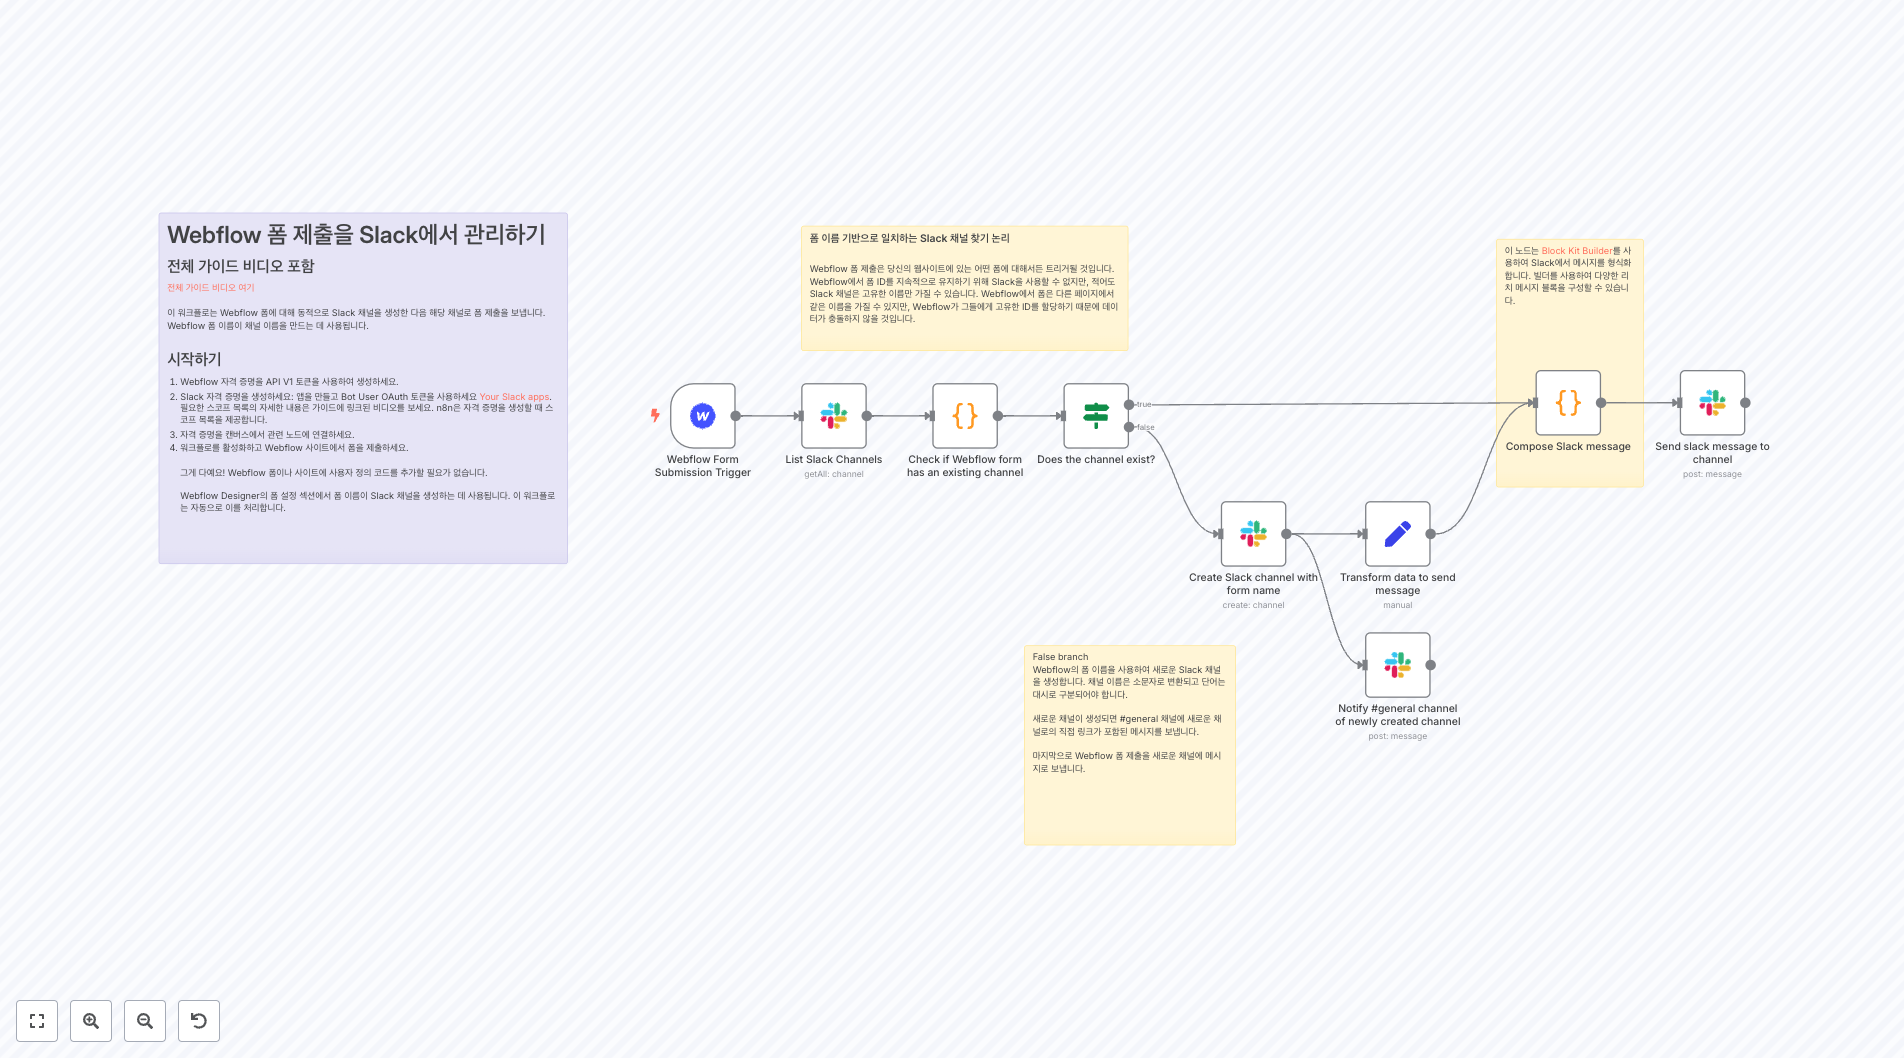 Webflow 폼 제출을 Slack에서 관리하기
전체 가이드 비디오 포함
전체 가이드 비디오 여기
이 워크플로는 Webflow 폼에 대해 동적으로 Slack 채널을 생성한 다음 해당 채널로 폼 제출을 보냅니다.
Webflow 폼 이름이 채널 이름을 만드는 데 사용됩니다.
시작하기
1. Webflow 자격 증명을 API V1 토큰을 사용하여 생성하세요.
2. Slack 자격 증명을 생성하세요: 앱을 만들고 Bot User OAuth 토큰을 사용하세요 Your Slack apps.
필요한 스코프 목록의 자세한 내용은 가이드에 링크된 비디오를 보세요. n8n은 자격 증명을 생성할 때 스
코프 목록을 제공합니다.
3. 자격 증명을 캔버스에서 관련 노드에 연결하세요.
4. 워크플로를 활성화하고 Webflow 사이트에서 폼을 제출하세요.
그게 다예요! Webflow 폼이나 사이트에 사용자 정의 코드를 추가할 필요가 없습니다.
Webflow Designer의 폼 설정 섹션에서 폼 이름이 Slack 채널을 생성하는 데 사용됩니다. 이 워크플로
는 자동으로 이를 처리합니다.
폼 이름 기반으로 일치하는 Slack 채널 찾기 논리
Webflow 폼 제출은 당신의 웹사이트에 있는 어떤 폼에 대해서든 트리거될 것입니다.
Webflow에서 폼 ID를 지속적으로 유지하기 위해 Slack을 사용할 수 없지만, 적어도
Slack 채널은 고유한 이름만 가질 수 있습니다. Webflow에서 폼은 다른 페이지에서
같은 이름을 가질 수 있지만, Webflow가 그들에게 고유한 ID를 할당하기 때문에 데이
터가 충돌하지 않을 것입니다.
이 노드는 Block Kit Builder를 사
용하여 Slack에서 메시지를 형식화
합니다. 빌더를 사용하여 다양한 리
치 메시지 블록을 구성할 수 있습니
다.
Webflow Form
Submission Trigger
List Slack Channels
getAll: channel
Check if Webflow form
has an existing channel
Does the channel exist?
true
false
Compose Slack message
Send slack message to
channel
post: message
Create Slack channel with
form name
create: channel
Transform data to send
message
manual
Notify #general channel
of newly created channel
post: message
False branch
Webflow의 폼 이름을 사용하여 새로운 Slack 채널
을 생성합니다. 채널 이름은 소문자로 변환되고 단어는
대시로 구분되어야 합니다.
새로운 채널이 생성되면 #general 채널에 새로운 채
널로의 직접 링크가 포함된 메시지를 보냅니다.
마지막으로 Webflow 폼 제출을 새로운 채널에 메시
지로 보냅니다.